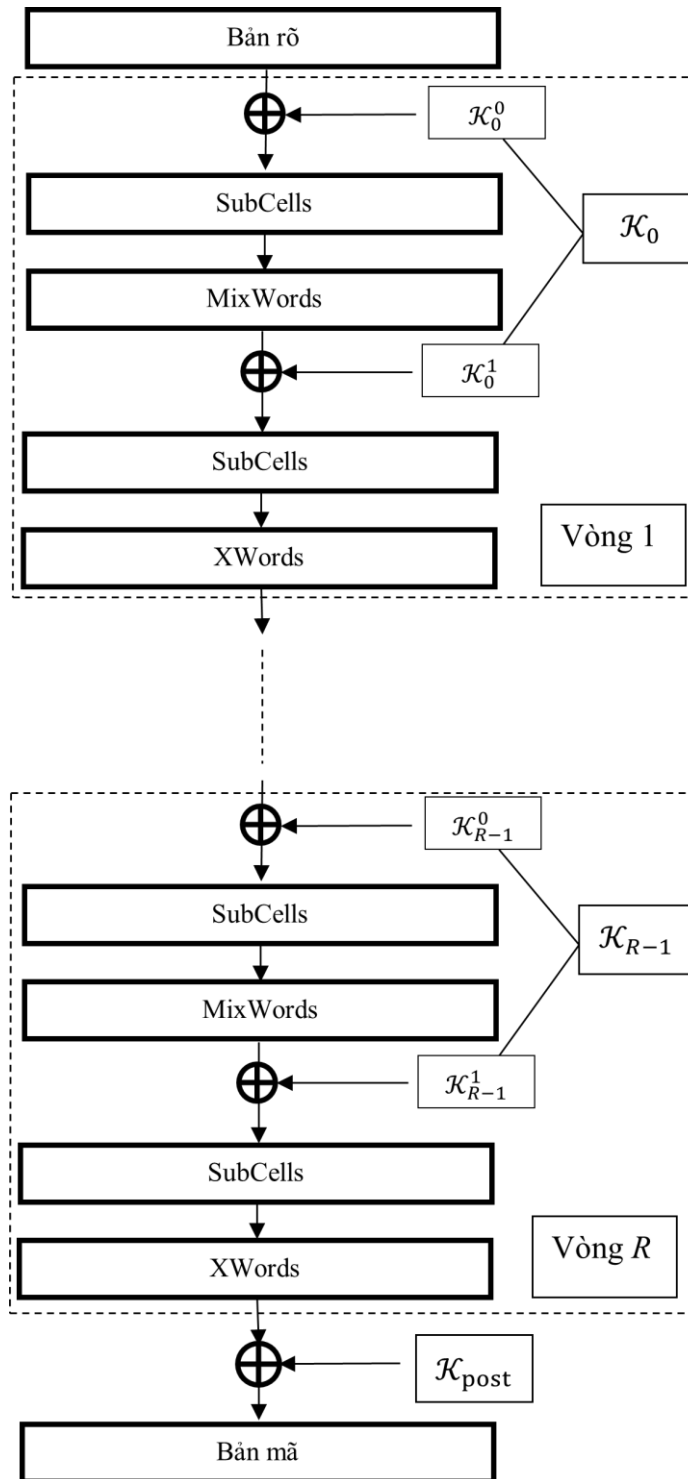 Bản rõ
𝒦₀⁰
SubCells
𝒦₀
MixWords
𝒦₀¹
SubCells
Vòng 1
XWords
𝒦⁰_{R−1}
SubCells
𝒦_{R−1}
MixWords
𝒦¹_{R−1}
SubCells
Vòng R
XWords
𝒦_post
Bản mã